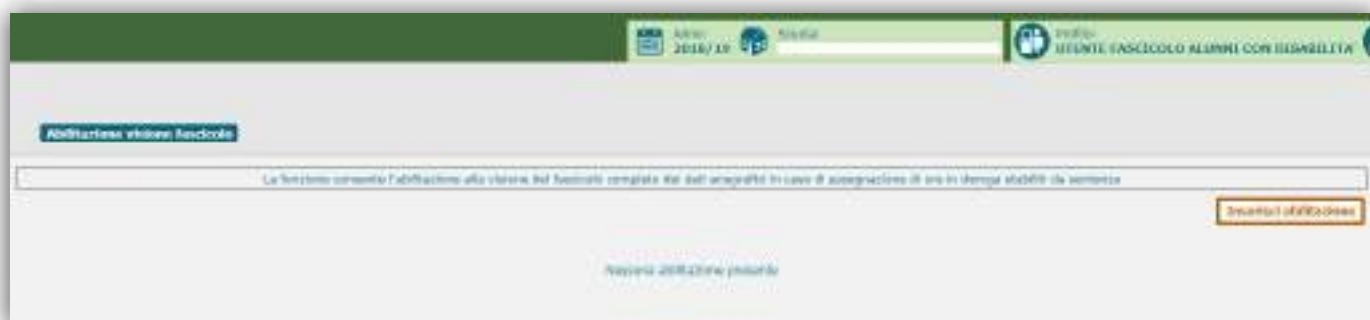 Anno: Scuola: Profilo:
2018/19 UTENTE FASCICOLO ALUNNI CON DISABILITA'
Abilitazione visione fascicolo
La funzione consente l'abilitazione alla visione del fascicolo completo dei dati anagrafici in caso di assegnazione di ore in deroga stabiliti da sentenza
Inserisci abilitazione
Nessuna abilitazione presente